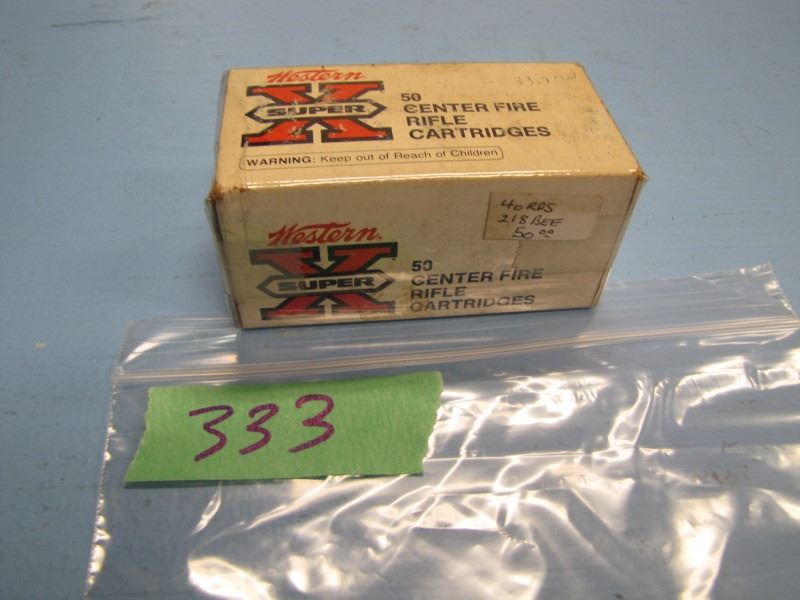 Western
X
SUPER
50
CENTER FIRE
RIFLE
CARTRIDGES
WARNING: Keep out of Reach of Children
Western
X
SUPER
50
CENTER FIRE
RIFLE
CARTRIDGES
40 RDS
218 BEE
50 00
333